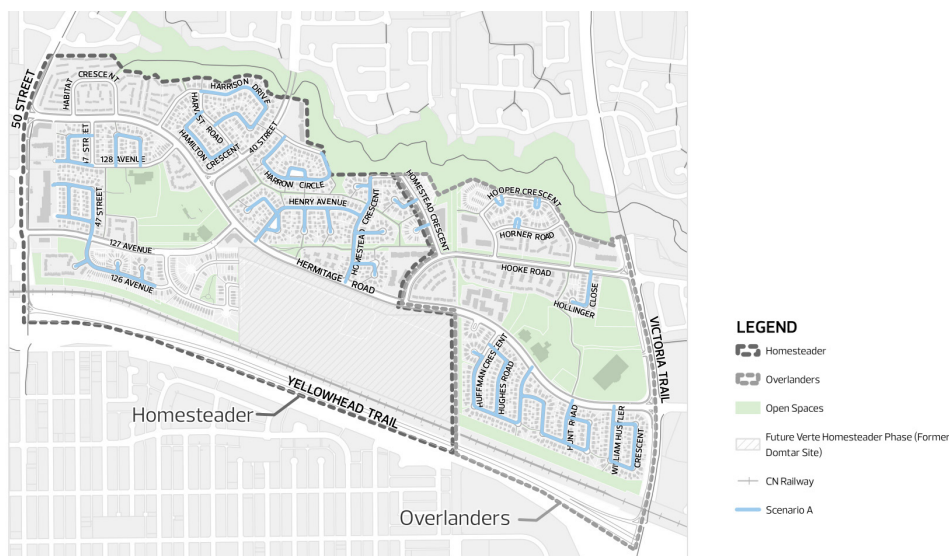 50 STREET
HABITAT
CRESCENT
HARRISON DRIVE
HAMILTON
CRESCENT
ROAD
40 STREET
47 STREET
128 AVENUE
HARROW CIRCLE
HENRY AVENUE
HOMESTEAD CRESCENT
HOMESTEAD CRESCENT
HOOPER CRESCENT
HORNER ROAD
47 STREET
127 AVENUE
126 AVENUE
HERMITAGE
ROAD
HOOKE ROAD
HOLLINGER
CLOSE
VICTORIA TRAIL
HUFFMAN CRESCENT
HUGHES ROAD
HUNT ROAD
WILLIAM HUSTLER
CRESCENT
YELLOWHEAD TRAIL
Homesteader
Overlanders
LEGEND
Homesteader
Overlanders
Open Spaces
Future Verte Homesteader Phase (Former
Domtar Site)
CN Railway
Scenario A